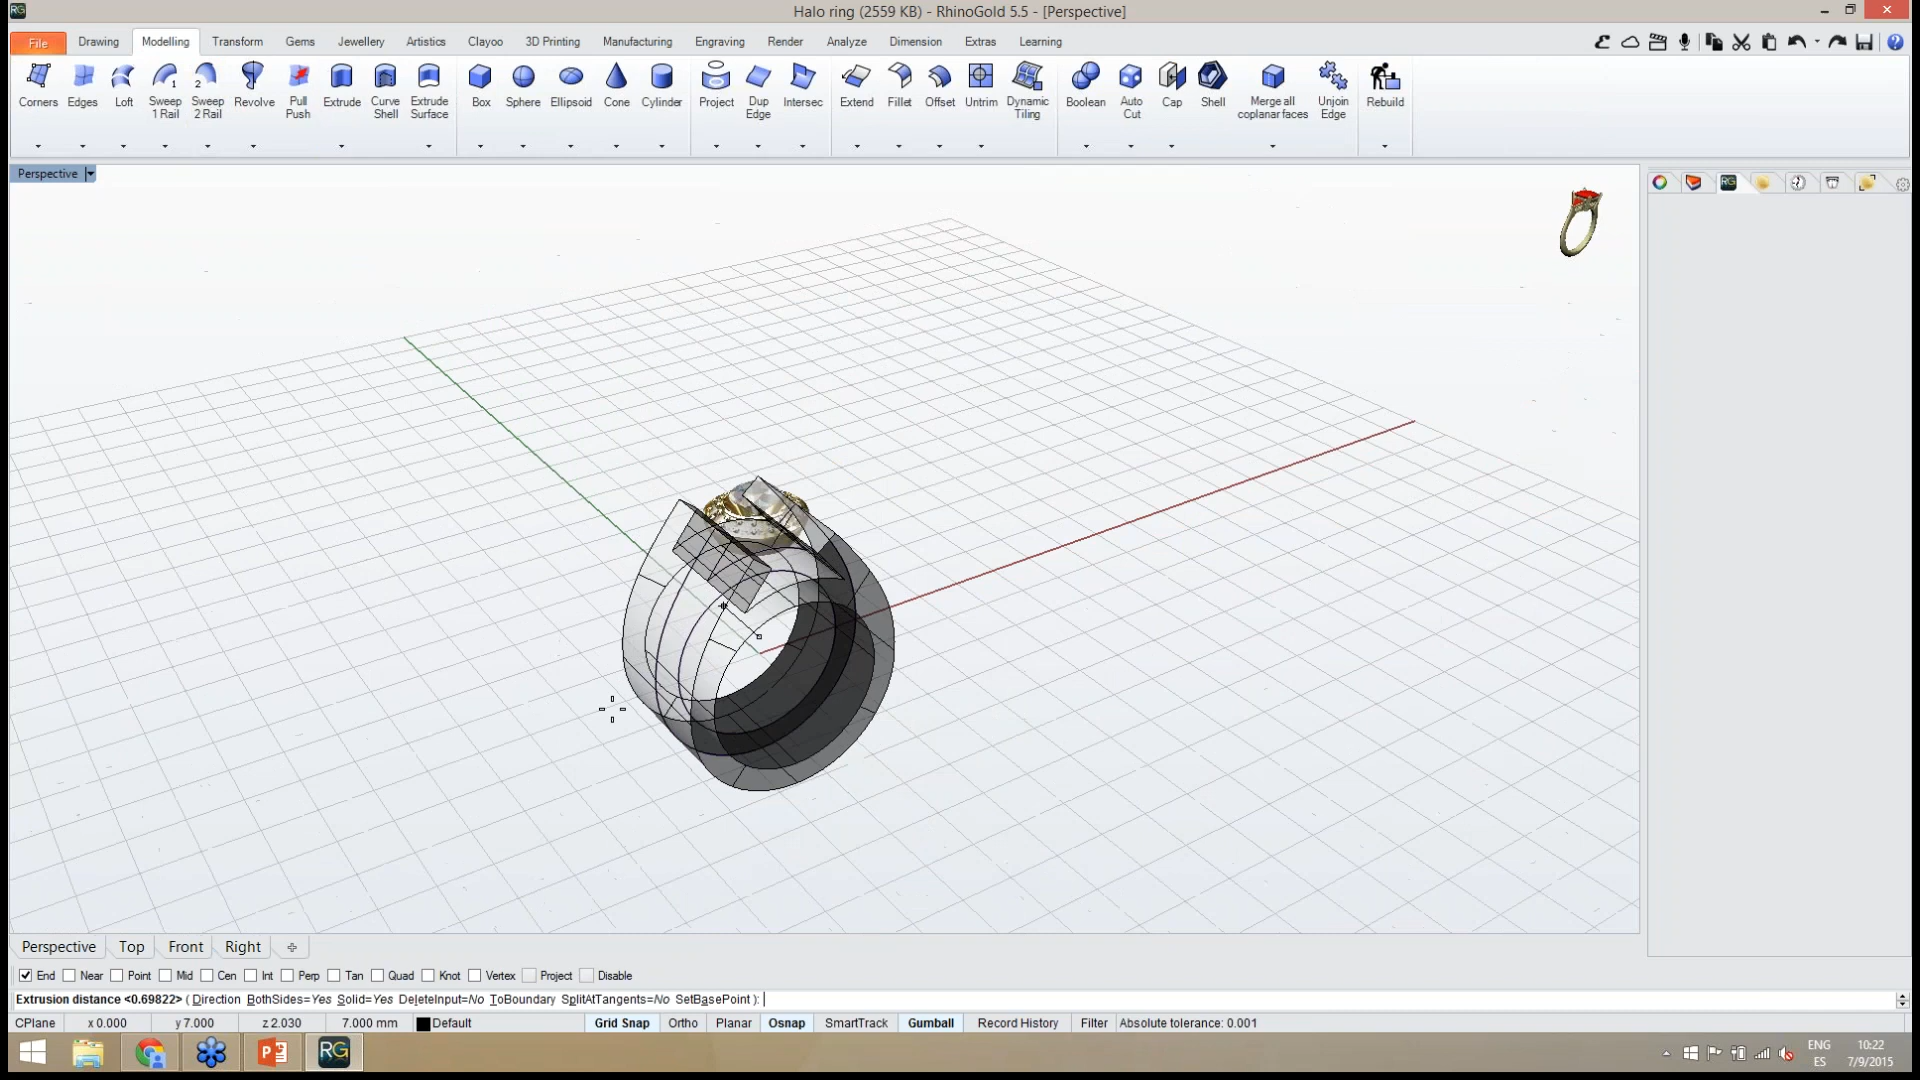 Halo ring (2559 KB) - RhinoGold 5.5 - [Perspective]
File Drawing Modelling Transform Gems Jewellery Artistics Clayoo 3D Printing Manufacturing Engraving Render Analyze Dimension Extras Learning
Corners Edges Loft Sweep 1 Rail Sweep 2 Rail Revolve Pull Push Extrude Curve Shell Extrude Surface Box Sphere Ellipsoid Cone Cylinder Project Dup Edge Intersec Extend Fillet Offset Untrim Dynamic Tiling Boolean Auto Cut Cap Shell Merge all coplanar faces Unjoin Edge Rebuild
Perspective
Perspective Top Front Right
End Near Point Mid Cen Int Perp Tan Quad Knot Vertex Project Disable
Extrusion distance <0.69822> ( Direction BothSides=Yes Solid=Yes DeleteInput=No ToBoundary SplitAtTangents=No SetBasePoint ):
CPlane x 0.000 y 7.000 z 2.030 7.000 mm Default Grid Snap Ortho Planar Osnap SmartTrack Gumball Record History Filter Absolute tolerance: 0.001
RG
ENG 10:22
ES 7/9/2015